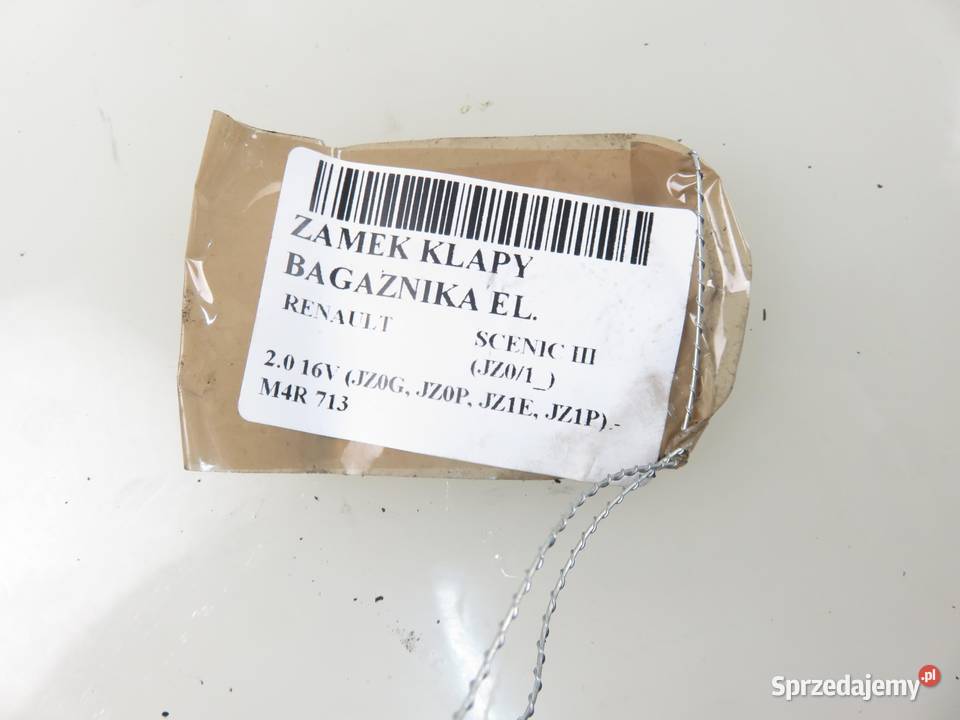 ZAMEK KLAPY
BAGAŻNIKA EL.
RENAULT SCENIC III
(JZ0/1_)
2.0 16V (JZ0G, JZ0P, JZ1E, JZ1P).-
M4R 713
Sprzedajemy.pl